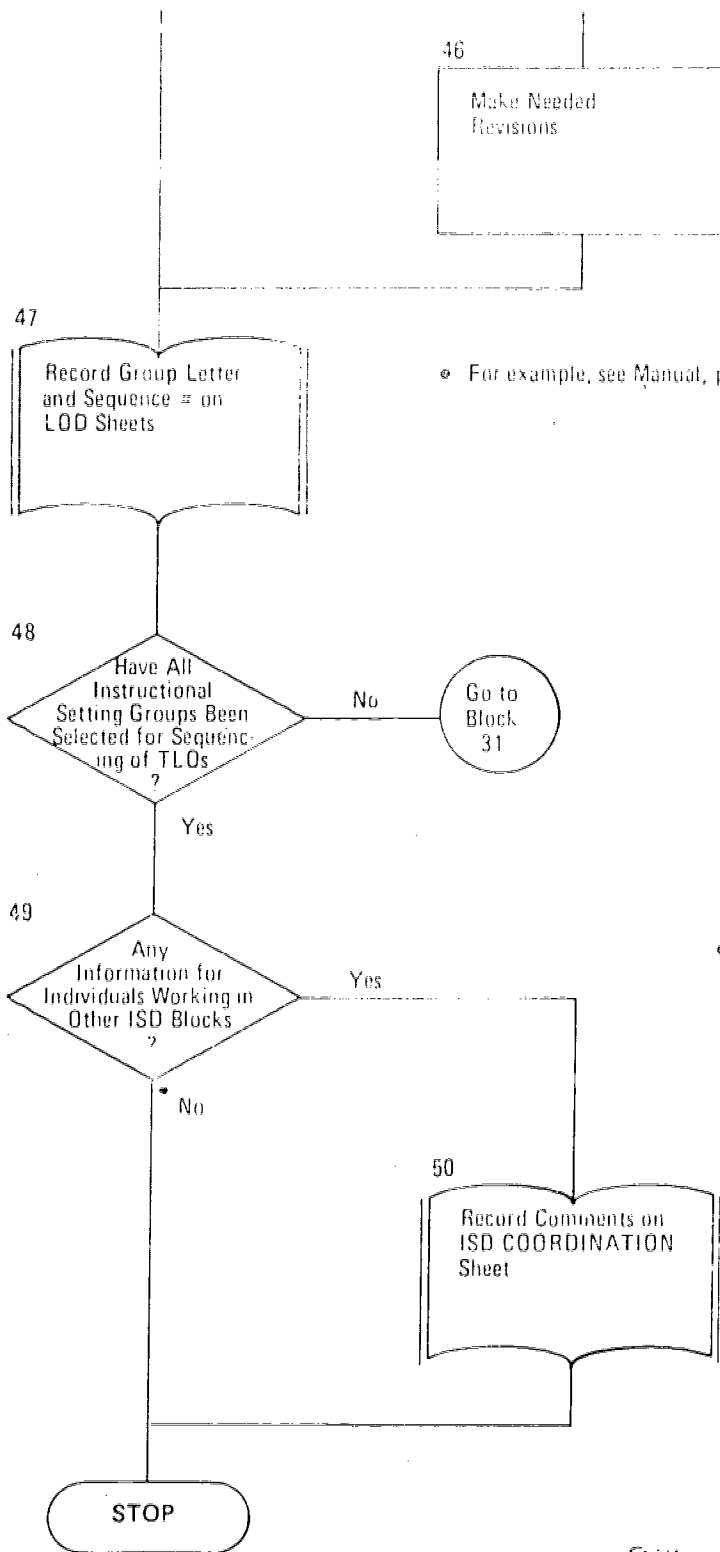 46
Make Needed
Revisions
47
Record Group Letter
and Sequence # on
LOD Sheets
• For example, see Manual, p
48
Have All
Instructional
Setting Groups Been
Selected for Sequenc-
ing of TLOs
?
No
Go to
Block
31
Yes
49
Any
Information for
Individuals Working in
Other ISD Blocks
?
Yes
No
50
Record Comments on
ISD COORDINATION
Sheet
STOP